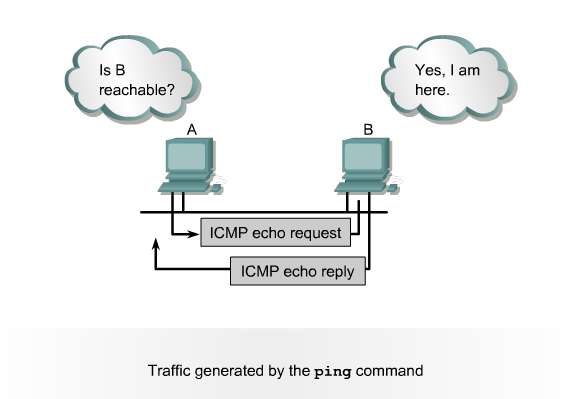 Is B
reachable?
Yes, I am
here.
A
B
ICMP echo request
ICMP echo reply
Traffic generated by the ping command